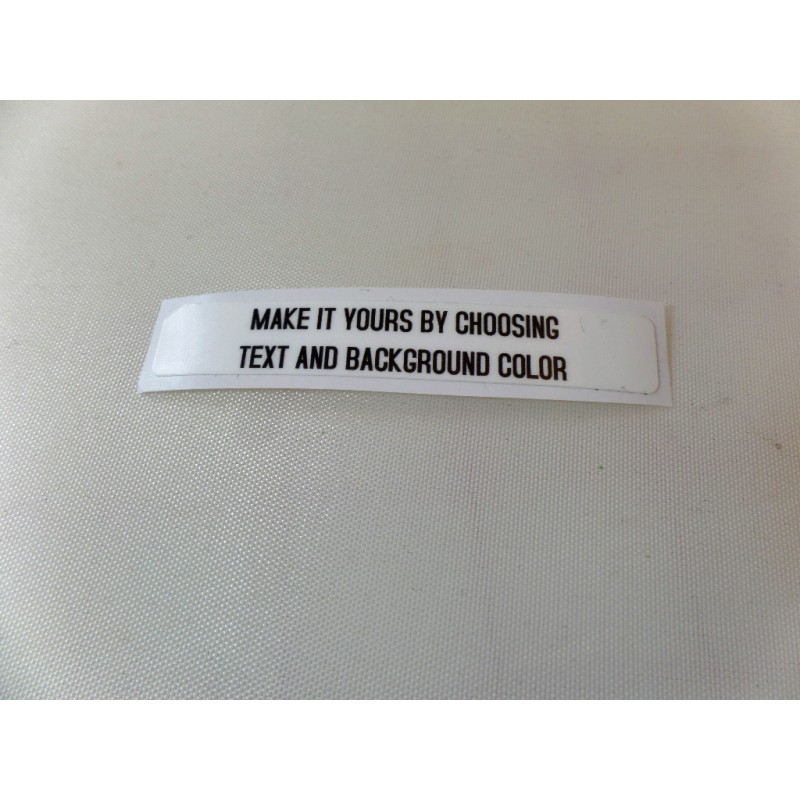 MAKE IT YOURS BY CHOOSING
TEXT AND BACKGROUND COLOR